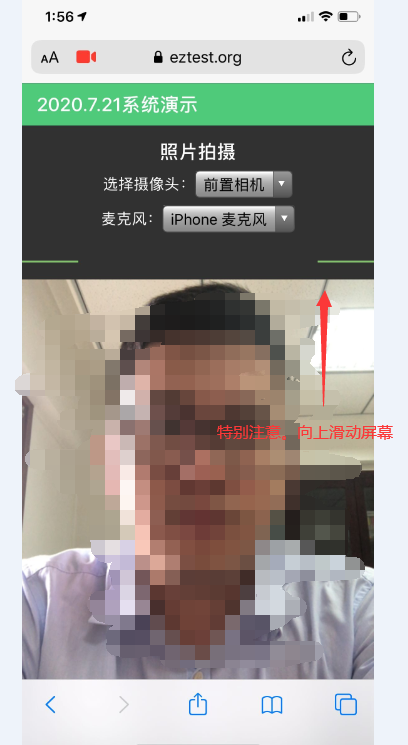 1:56
AA eztest.org
2020.7.21系统演示
照片拍摄
选择摄像头： 前置相机
麦克风： iPhone 麦克风
特别注意，向上滑动屏幕